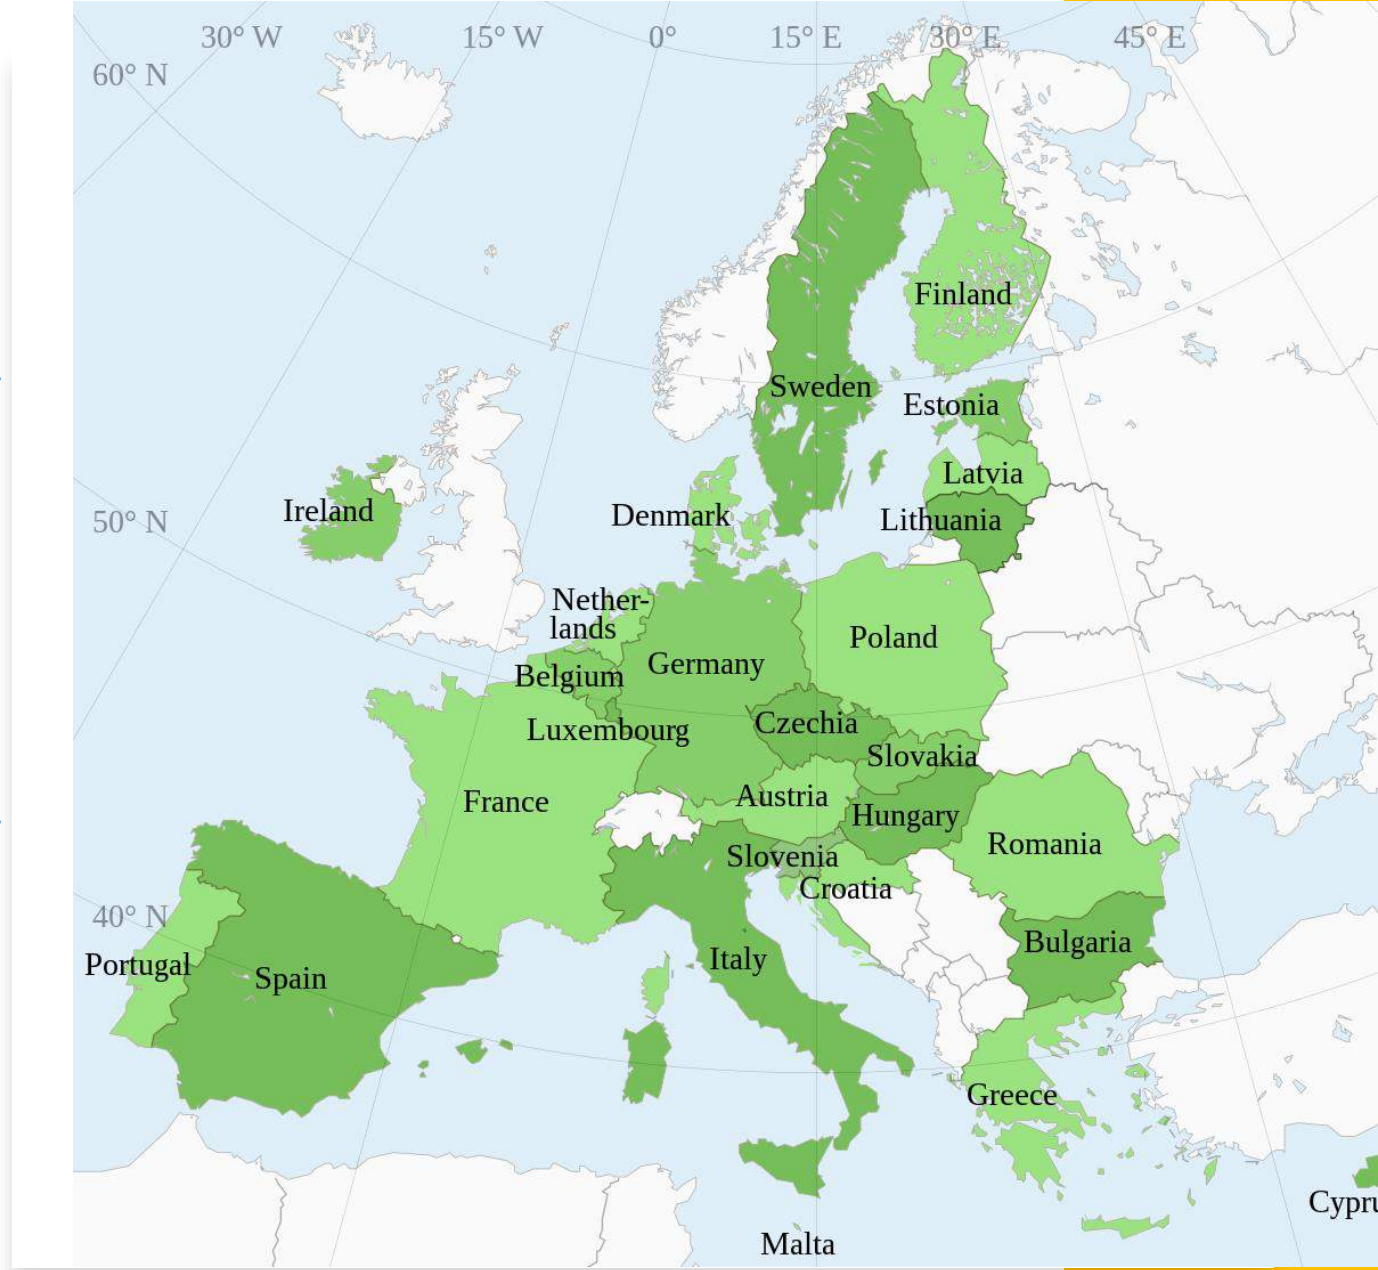 30° W
15° W
0°
15° E
30° E
45° E
60° N
Finland
Sweden
Estonia
Latvia
Ireland
Denmark
Lithuania
50° N
Nether-
lands
Poland
Germany
Belgium
Czechia
Luxembourg
Slovakia
Austria
France
Hungary
Romania
Slovenia
Croatia
40° N
Bulgaria
Italy
Portugal
Spain
Greece
Cypru
Malta